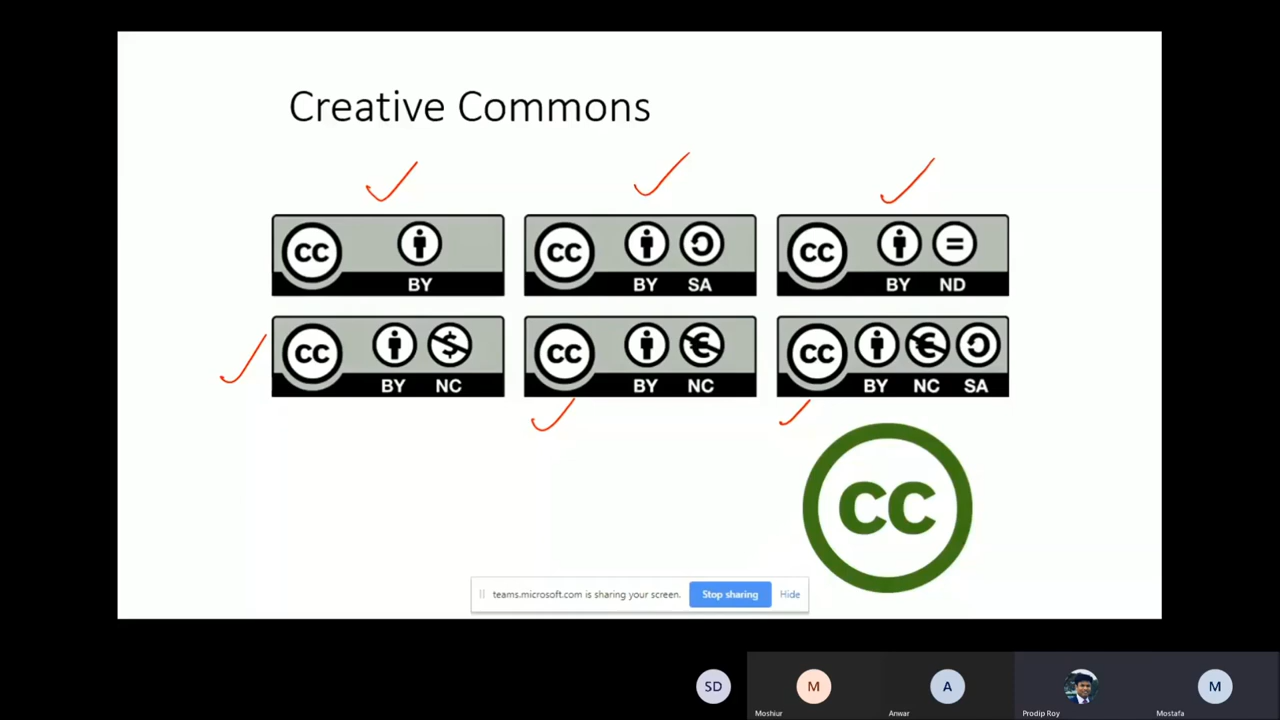 Creative Commons
cc BY
cc BY SA
cc BY ND
cc $ BY NC
cc € BY NC
cc € BY NC SA
cc
teams.microsoft.com is sharing your screen. Stop sharing Hide
SD M A M
Moshiur Anwar Prodip Roy Mostafa